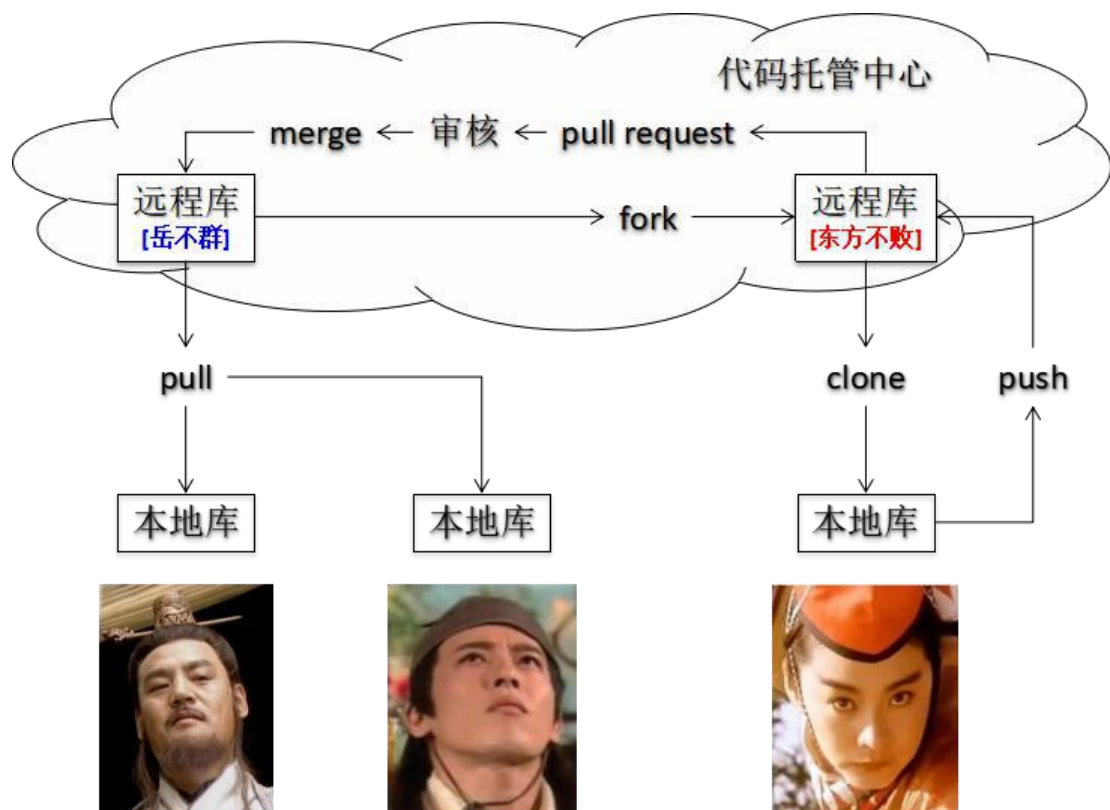 代码托管中心
merge
审核
pull request
远程库
[岳不群]
fork
远程库
[东方不败]
pull
clone
push
本地库
本地库
本地库